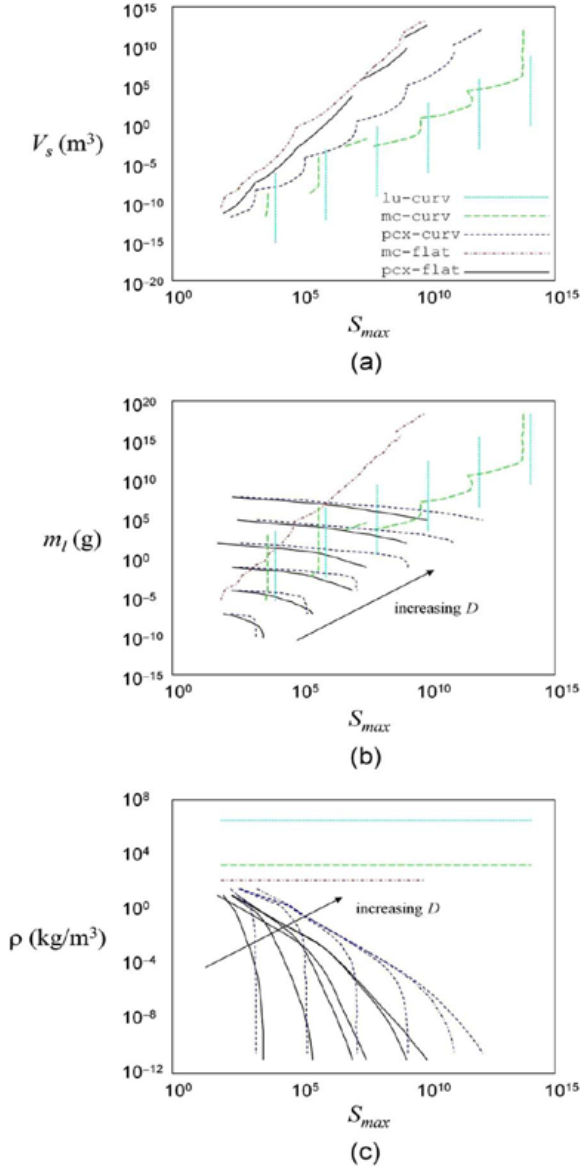 10^15
10^10
10^5
10^0
10^−5
10^−10
10^−15
10^−20
V_s (m^3)
lu-curv
mc-curv
pcx-curv
mc-flat
pcx-flat
10^0
10^5
10^10
10^15
S_max
(a)
10^20
10^15
10^10
10^5
10^0
10^−5
10^−10
10^−15
m_l (g)
increasing D
10^0
10^5
10^10
10^15
S_max
(b)
10^8
10^4
10^0
10^−4
10^−8
10^−12
ρ (kg/m^3)
increasing D
10^0
10^5
10^10
10^15
S_max
(c)